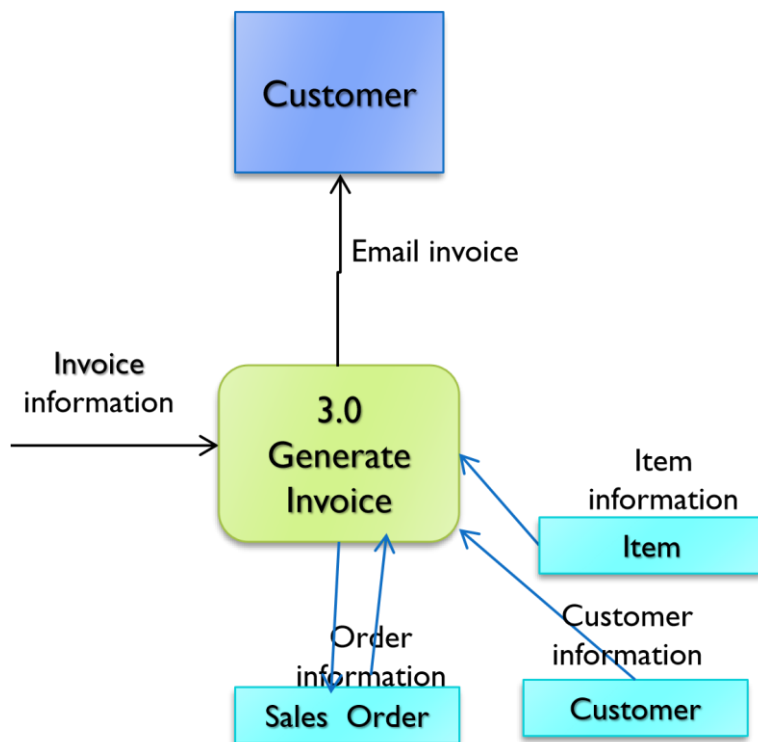 Customer
Email invoice
Invoice
information
3.0
Generate
Invoice
Item
information
Item
Customer
information
Order
information
Sales Order
Customer